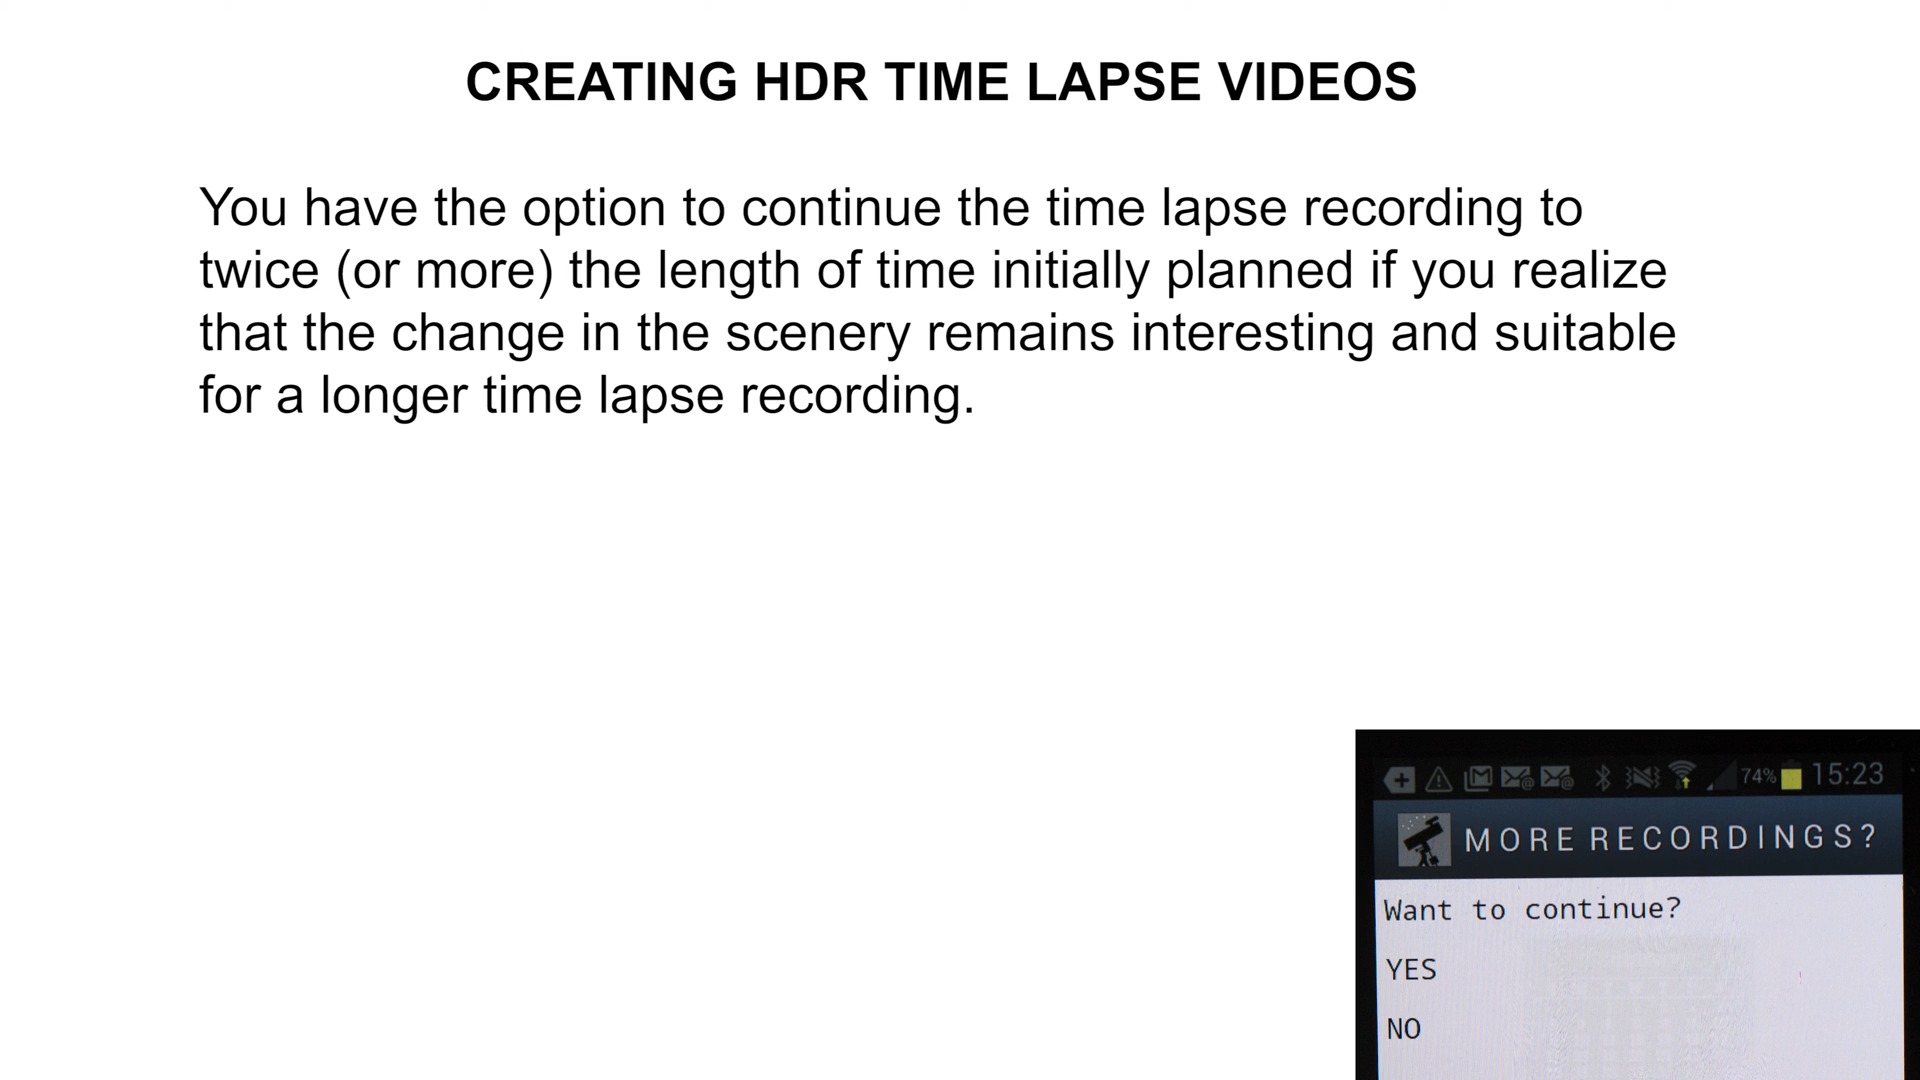 CREATING HDR TIME LAPSE VIDEOS
You have the option to continue the time lapse recording to
twice (or more) the length of time initially planned if you realize
that the change in the scenery remains interesting and suitable
for a longer time lapse recording.
74% 15:23
MORE RECORDINGS?
Want to continue?
YES
NO